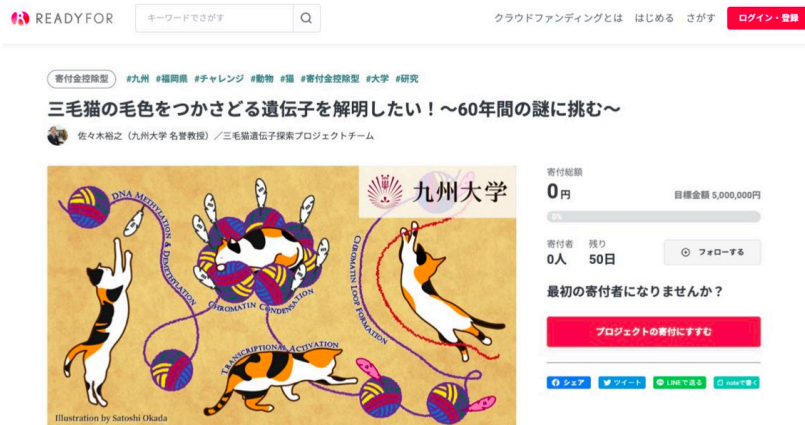 READYFOR
キーワードでさがす
クラウドファンディングとは はじめる さがす ログイン・登録
寄付金控除型 #九州 #福岡県 #チャレンジ #動物 #猫 #寄付金控除型 #大学 #研究
三毛猫の毛色をつかさどる遺伝子を解明したい！〜60年間の謎に挑む〜
佐々木裕之（九州大学 名誉教授）／三毛猫遺伝子探索プロジェクトチーム
九州大学
DNA METHYLATION & DEMETHYLATION
CHROMATIN CONDENSATION
CHROMATIN LOOP FORMATION
TRANSCRIPTIONAL ACTIVATION
Illustration by Satoshi Okada
寄付総額
0円
目標金額 5,000,000円
0%
寄付者 残り
0人 50日
フォローする
最初の寄付者になりませんか？
プロジェクトの寄付にすすむ
シェア ツイート LINEで送る noteで書く